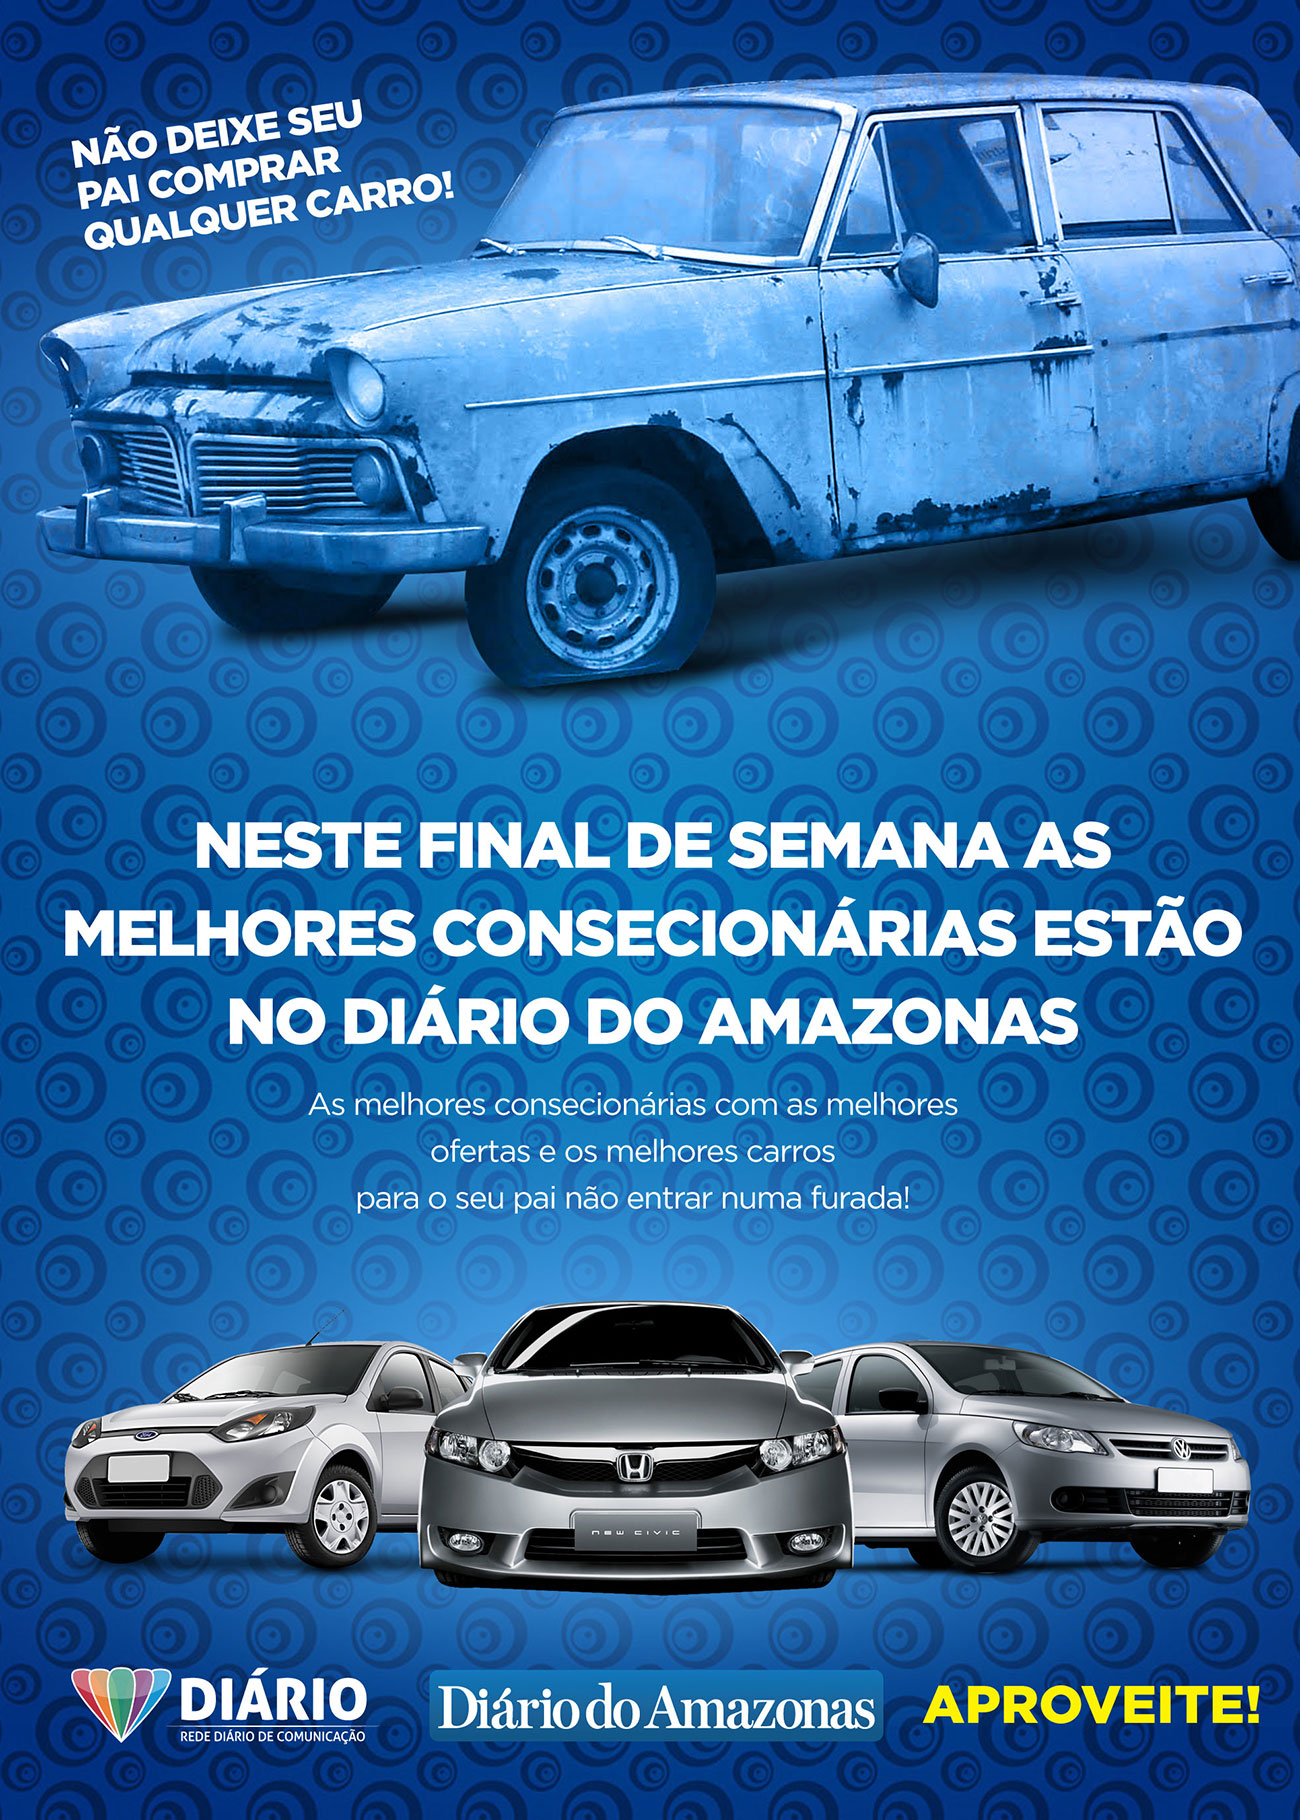 NÃO DEIXE SEU
PAI COMPRAR
QUALQUER CARRO!
NESTE FINAL DE SEMANA AS
MELHORES CONSECIONÁRIAS ESTÃO
NO DIÁRIO DO AMAZONAS
As melhores consecionárias com as melhores
ofertas e os melhores carros
para o seu pai não entrar numa furada!
Ford
NEW CIVIC
DIÁRIO
REDE DIÁRIO DE COMUNICAÇÃO
Diário do Amazonas
APROVEITE!